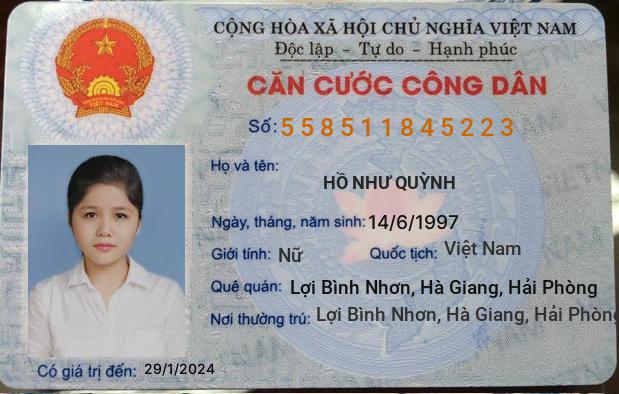 CỘNG HÒA XÃ HỘI CHỦ NGHĨA VIỆT NAM
Độc lập - Tự do - Hạnh phúc
CĂN CƯỚC CÔNG DÂN
Số: 558511845223
Họ và tên:
HỒ NHƯ QUỲNH
Ngày, tháng, năm sinh: 14/6/1997
Giới tính: Nữ Quốc tịch: Việt Nam
Quê quán: Lợi Bình Nhơn, Hà Giang, Hải Phòng
Nơi thường trú: Lợi Bình Nhơn, Hà Giang, Hải Phòng
Có giá trị đến: 29/1/2024